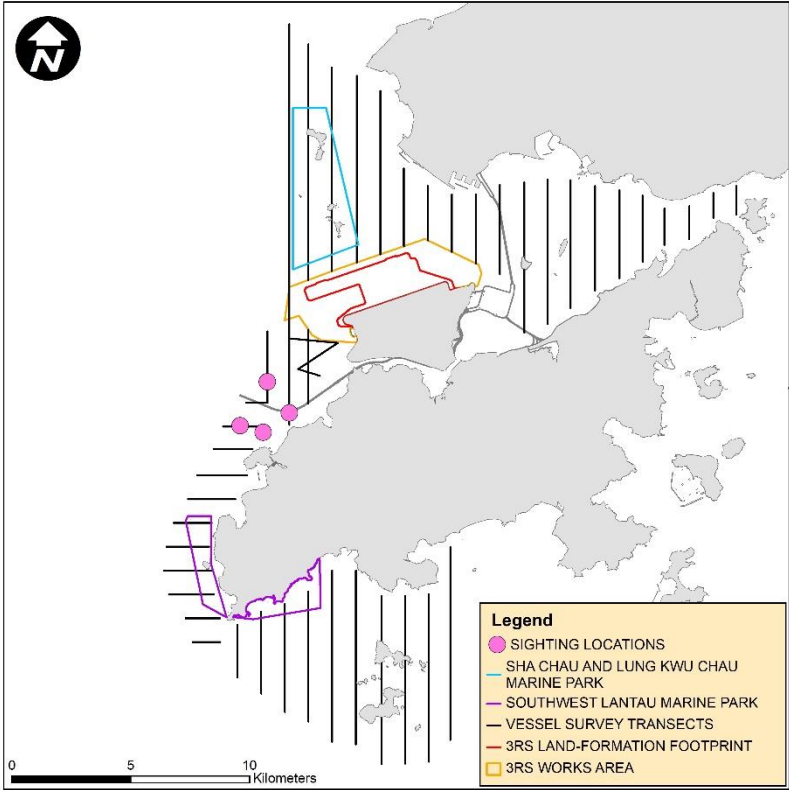 N
Legend
SIGHTING LOCATIONS
SHA CHAU AND LUNG KWU CHAU
MARINE PARK
SOUTHWEST LANTAU MARINE PARK
VESSEL SURVEY TRANSECTS
3RS LAND-FORMATION FOOTPRINT
3RS WORKS AREA
0 5 10
Kilometers